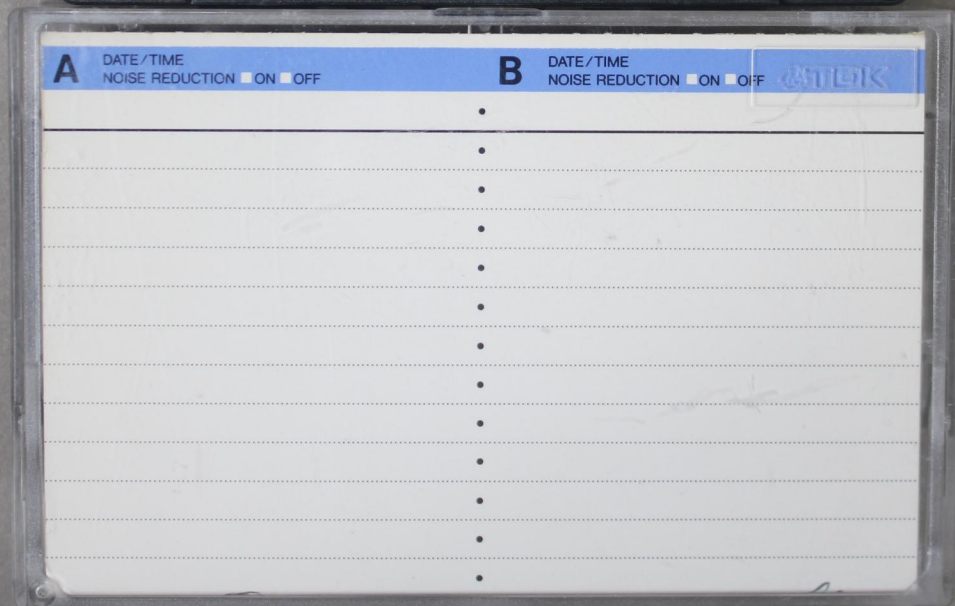 A DATE/TIME
NOISE REDUCTION ON OFF
B DATE/TIME
NOISE REDUCTION ON OFF
TDK